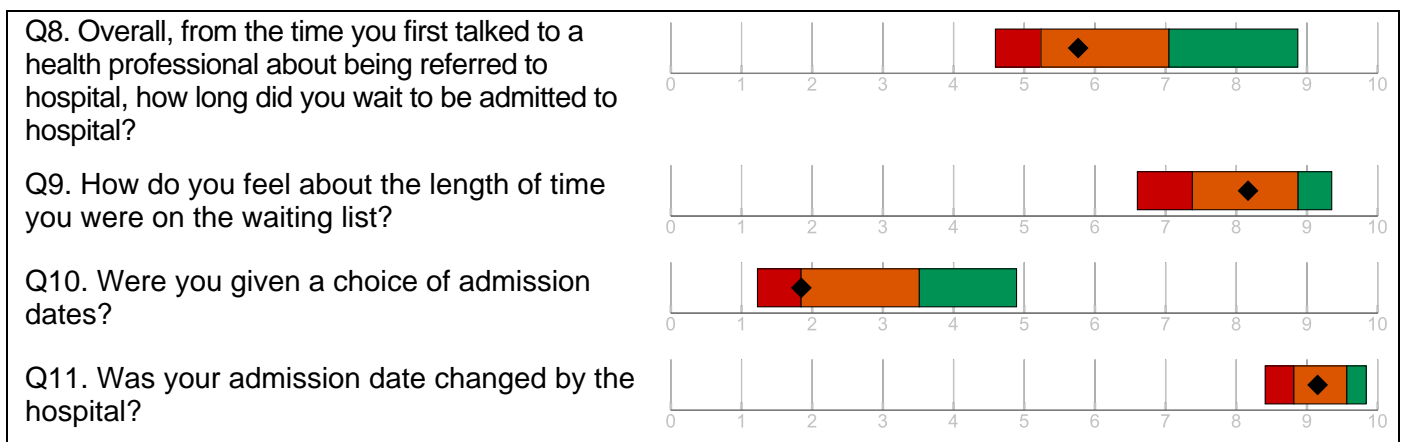 Q8. Overall, from the time you first talked to a
health professional about being referred to
hospital, how long did you wait to be admitted to
hospital?
0 1 2 3 4 5 6 7 8 9 10
Q9. How do you feel about the length of time
you were on the waiting list?
0 1 2 3 4 5 6 7 8 9 10
Q10. Were you given a choice of admission
dates?
0 1 2 3 4 5 6 7 8 9 10
Q11. Was your admission date changed by the
hospital?
0 1 2 3 4 5 6 7 8 9 10